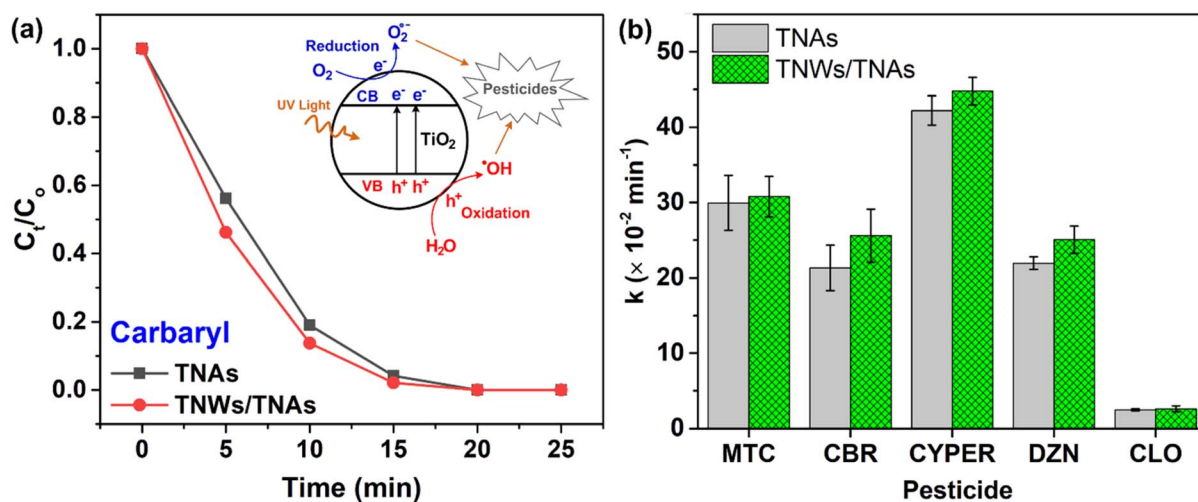 (a)
C_t/C_o
1.0
0.8
0.6
0.4
0.2
0.0
0 5 10 15 20 25
Time (min)
Carbaryl
TNAs
TNWs/TNAs
Reduction
O₂
e⁻
O₂•⁻
CB e⁻ e⁻
UV Light
TiO₂
VB h⁺ h⁺
h⁺
Oxidation
H₂O
•OH
Pesticides
(b)
TNAs
TNWs/TNAs
k (× 10⁻² min⁻¹)
50
40
30
20
10
0
MTC CBR CYPER DZN CLO
Pesticide